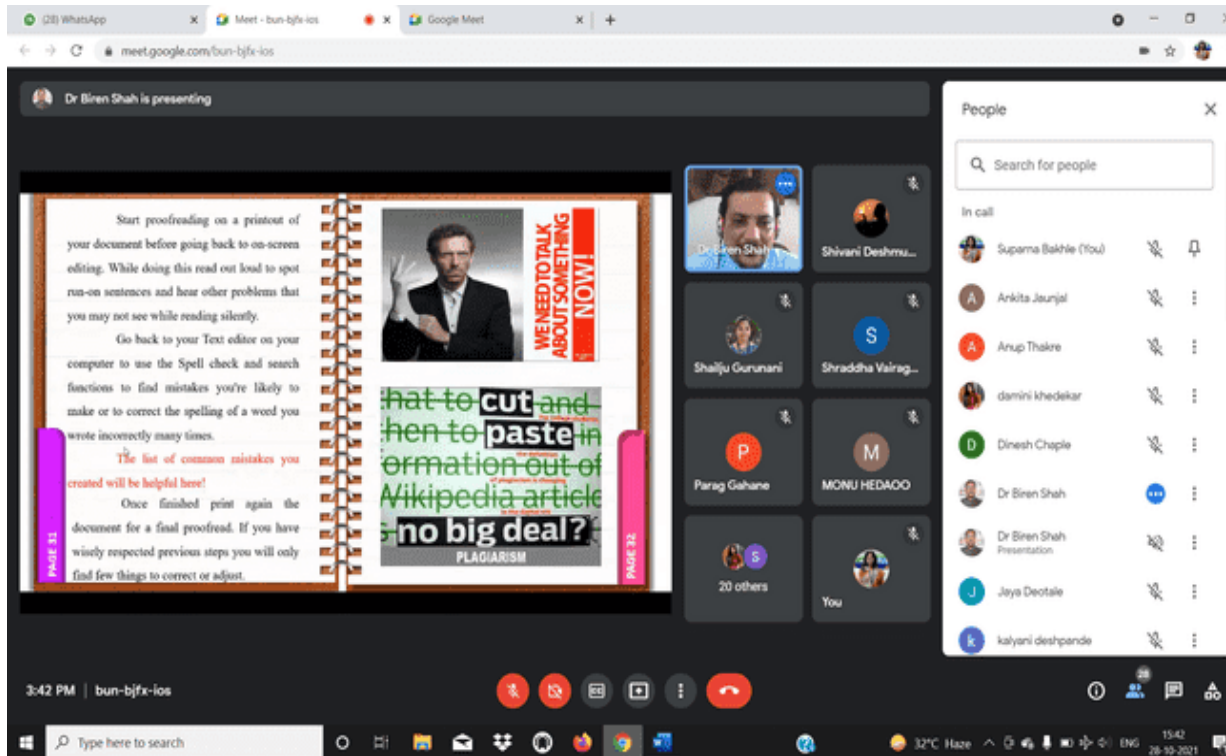 (28) WhatsApp
Meet - bun-bjfx-ios
Google Meet
meet.google.com/bun-bjfx-ios
Dr Biren Shah is presenting
Start proofreading on a printout of
your document before going back to on-screen
editing. While doing this read out loud to spot
run-on sentences and hear other problems that
you may not see while reading silently.
Go back to your Text editor on your
computer to use the Spell check and search
functions to find mistakes you're likely to
make or to correct the spelling of a word you
wrote incorrectly many times.
The list of common mistakes you
created will be helpful here!
Once finished print again the
document for a final proofread. If you have
wisely respected previous steps you will only
find few things to correct or adjust.
PAGE 31
WE NEED TO TALK
ABOUT SOMETHING
NOW!
hat to cut and
hen to paste in
formation out of
Wikipedia article
s no big deal?
PLAGIARISM
PAGE 32
Dr Biren Shah
Shivani Deshmu...
Shailju Gurunani
S
Shraddha Vairag...
P
Parag Gahane
M
MONU HEDAOO
S
20 others
You
People
Search for people
In call
Suparna Bakhle (You)
A
Ankita Jaunjal
A
Anup Thakre
damini khedekar
D
Dinesh Chaple
Dr Biren Shah
Dr Biren Shah
Presentation
J
Jaya Deotale
k
kalyani deshpande
3:42 PM | bun-bjfx-ios
28
Type here to search
32°C Haze
ENG
15:42
28-10-2021